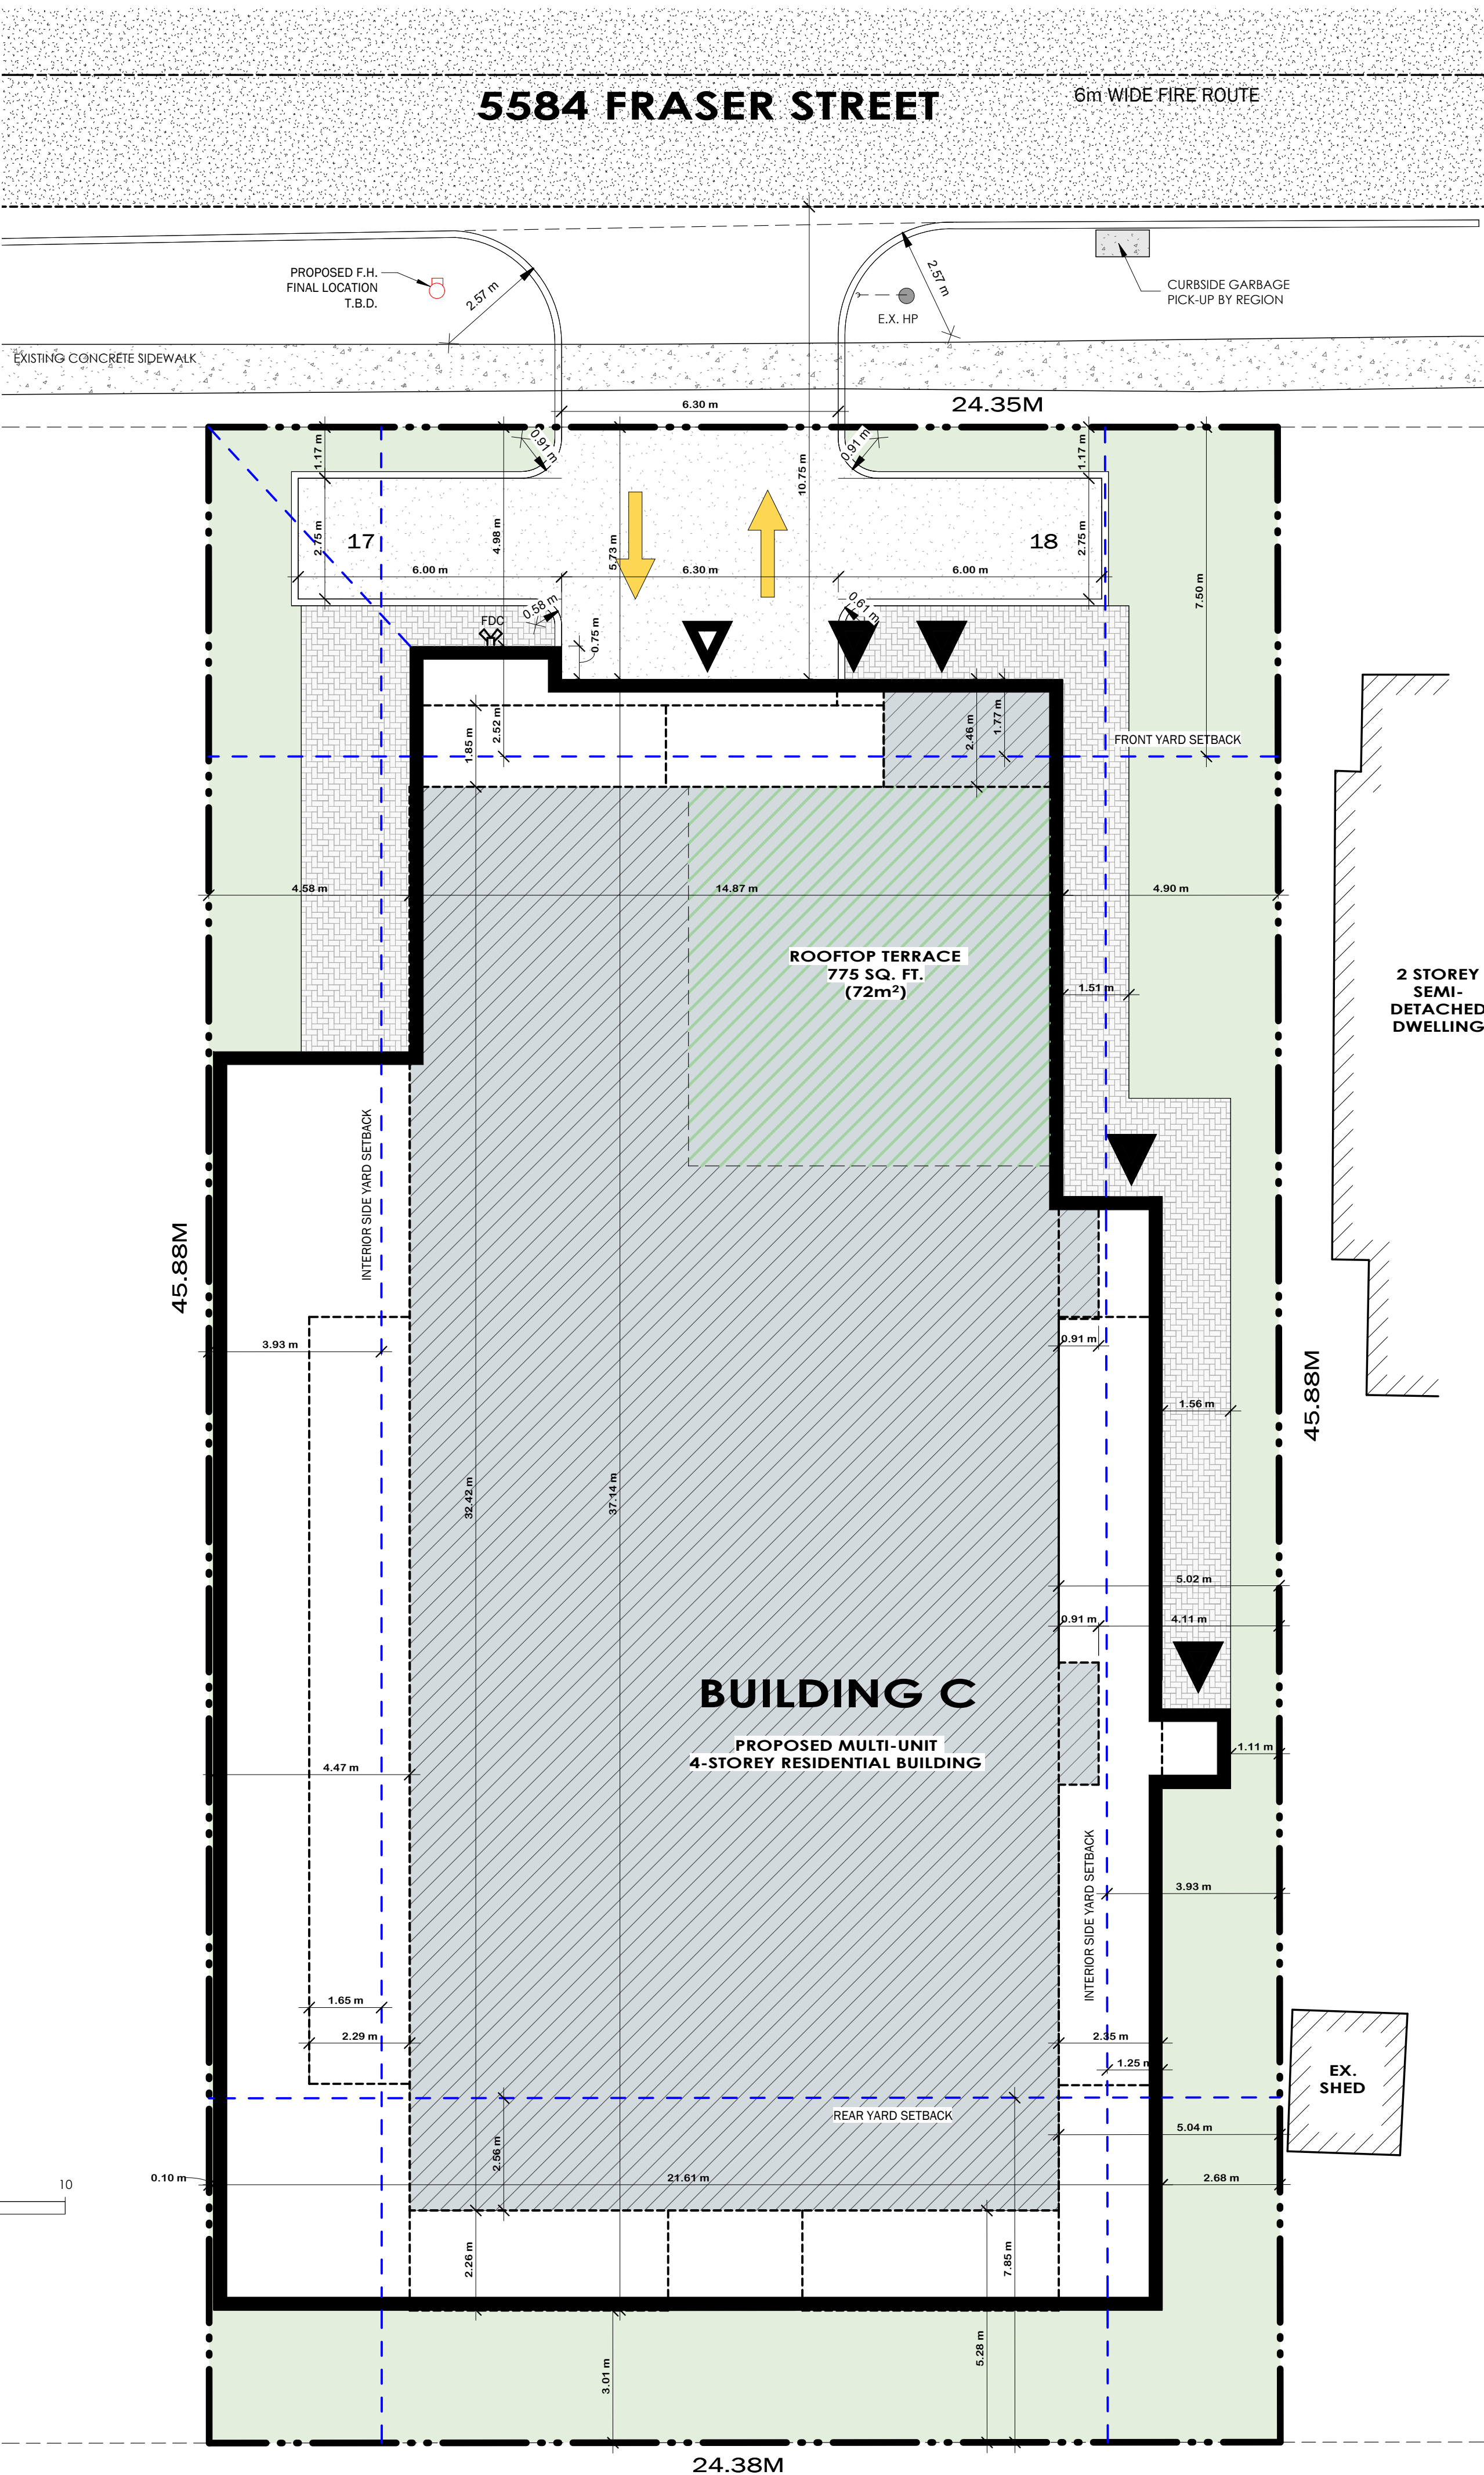 5584 FRASER STREET
6m WIDE FIRE ROUTE
PROPOSED F.H.
FINAL LOCATION
T.B.D.
2.57 m
2.57 m
E.X. HP
CURBSIDE GARBAGE
PICK-UP BY REGION
EXISTING CONCRETE SIDEWALK
6.30 m
24.35M
1.17 m
0.91 m
0.91 m
1.17 m
10.75 m
2.75 m
17
4.98 m
5.73 m
18
2.75 m
6.00 m
6.30 m
6.00 m
7.50 m
0.58 m
0.61 m
FDC
0.75 m
1.85 m
2.52 m
2.46 m
1.77 m
FRONT YARD SETBACK
4.58 m
14.87 m
4.90 m
ROOFTOP TERRACE
775 SQ. FT.
(72m²)
1.51 m
2 STOREY
SEMI-
DETACHED
DWELLING
INTERIOR SIDE YARD SETBACK
45.88M
3.93 m
0.91 m
45.88M
1.56 m
32.42 m
37.14 m
5.02 m
0.91 m
4.11 m
BUILDING C
PROPOSED MULTI-UNIT
4-STOREY RESIDENTIAL BUILDING
1.11 m
4.47 m
INTERIOR SIDE YARD SETBACK
3.93 m
1.65 m
2.29 m
2.35 m
1.25 m
EX.
SHED
REAR YARD SETBACK
5.04 m
2.56 m
10
0.10 m
21.61 m
2.68 m
2.26 m
7.85 m
3.01 m
5.28 m
24.38M